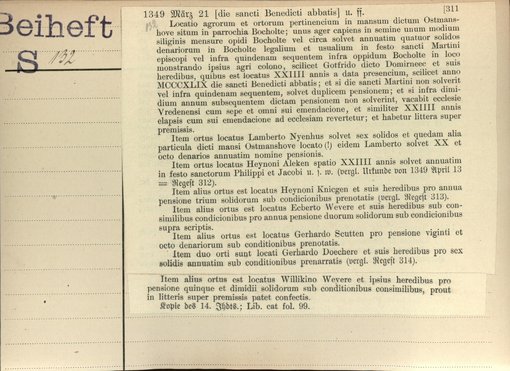 Beiheft
S 132
[311
1349 März 21 [die sancti Benedicti abbatis] u. ff.
Locatio agrorum et ortorum pertinencium in mansum dictum Ostmans-
hove situm in parrochia Bocholte; unus ager capiens in semine unum modium
siliginis mensure opidi Bocholte vel circa solvet annuatim quatuor solidos
denariorum in Bocholte legalium et usualium in festo sancti Martini
episcopi vel infra quindenam sequentem infra oppidum Bocholte in loco
monstrando ipsius agri colono, scilicet Gotfrido dicto Domineec et suis
heredibus, quibus est locatus XXIIII annis a data presencium, scilicet anno
MCCCXLIX die sancti Benedicti abbatis; et si die sancti Martini non solverit
vel infra quindenam sequentem, solvet duplicem pensionem; et si infra dimi-
dium annum subsequentem dictam pensionem non solverint, vacabit ecclesie
Vredensi cum sepe et omni sui emendacione, et similiter XXIIII annis
elapsis cum sui emendacione ad ecclesiam revertetur; et habetur littera super
premissis.
Item ortus locatus Lamberto Nyenhus solvet sex solidos et quedam alia
particula dicti mansi Ostmanshove locato (!) eidem Lamberto solvet XX et
octo denarios annuatim nomine pensionis.
Item ortus locatus Heynoni Aleken spatio XXIIII annis solvet annuatim
in festo sanctorum Philippi et Jacobi u. s. w. (vergl. Urkunde von 1349 April 13
= Regest 312).
Item alius ortus est locatus Heynoni Knicgen et suis heredibus pro annua
pensione trium solidorum sub condicionibus prenotatis (vergl. Regest 313).
Item alius ortus est locatus Ecberto Wevere et suis heredibus sub con-
similibus condicionibus pro annua pensione duorum solidorum sub condicionibus
supra scriptis.
Item alius ortus est locatus Gerhardo Scutten pro pensione viginti et
octo denariorum sub conditionibus prenotatis.
Item duo orti sunt locati Gerhardo Doechere et suis heredibus pro sex
solidis annuatim sub conditionibus prenarratis (vergl. Regest 314).
Item alius ortus est locatus Willikino Wevere et ipsius heredibus pro
pensione quinque et dimidii solidorum sub conditionibus consimilibus, prout
in litteris super premissis patet confectis.
Kopie des 14. Jhdts.; Lib. cat fol. 99.